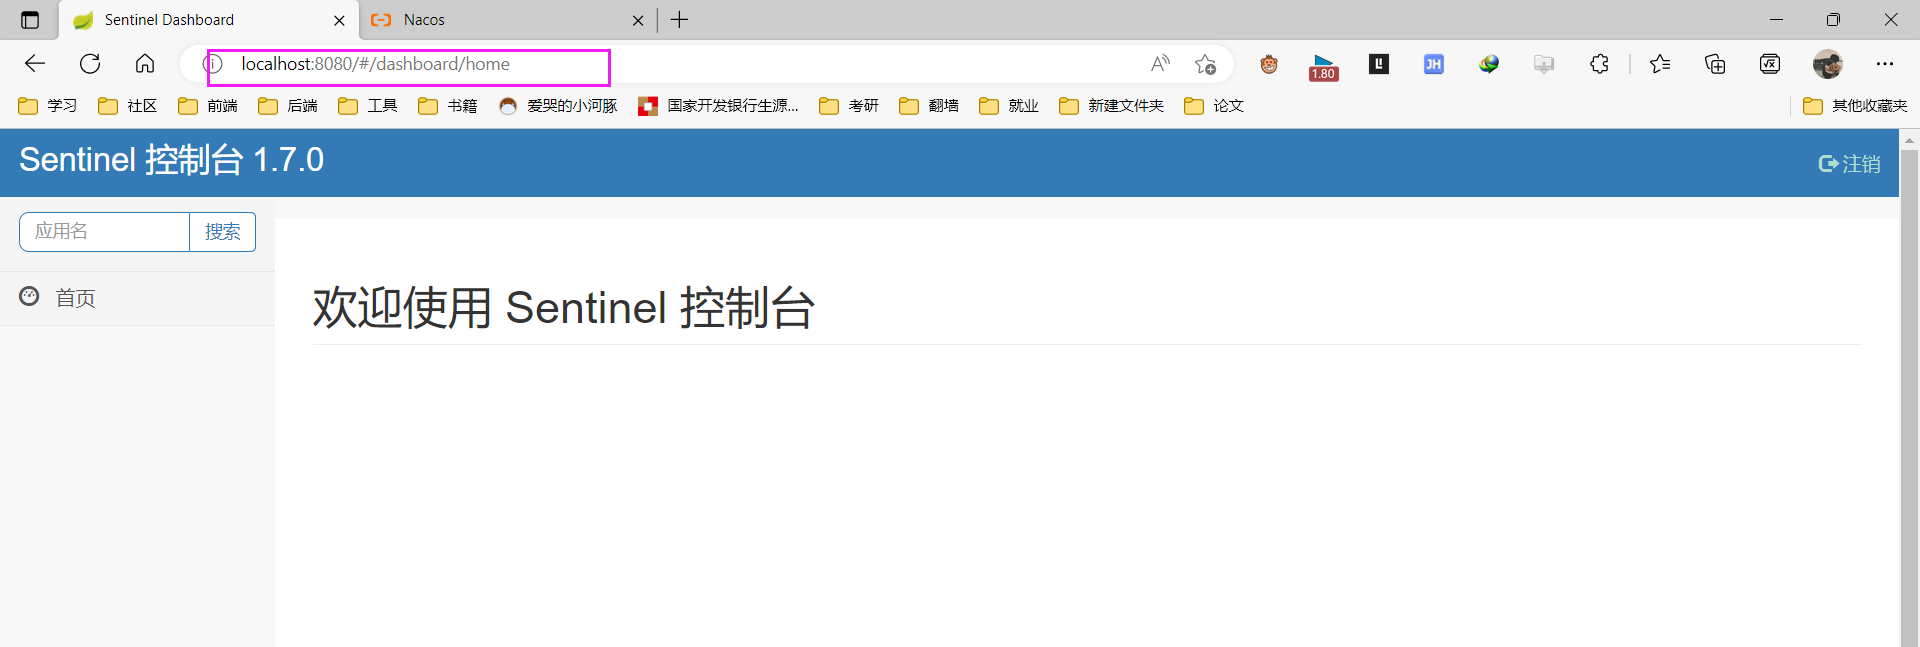 Sentinel Dashboard
Nacos
localhost:8080/#/dashboard/home
1.80
JH
学习
社区
前端
后端
工具
书籍
爱哭的小河豚
国家开发银行生源...
考研
翻墙
就业
新建文件夹
论文
其他收藏夹
Sentinel 控制台 1.7.0
注销
应用名
搜索
首页
欢迎使用 Sentinel 控制台